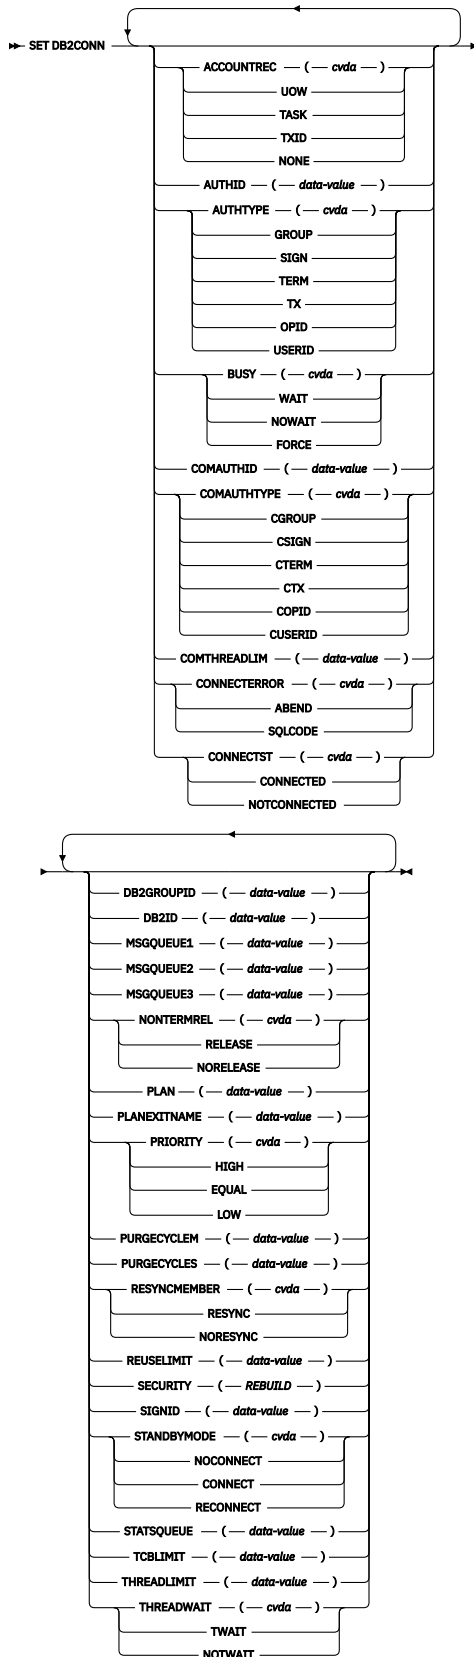 SET DB2CONN
ACCOUNTREC ( cvda )
UOW
TASK
TXID
NONE
AUTHID ( data-value )
AUTHTYPE ( cvda )
GROUP
SIGN
TERM
TX
OPID
USERID
BUSY ( cvda )
WAIT
NOWAIT
FORCE
COMAUTHID ( data-value )
COMAUTHTYPE ( cvda )
CGROUP
CSIGN
CTERM
CTX
COPID
CUSERID
COMTHREADLIM ( data-value )
CONNECTERROR ( cvda )
ABEND
SQLCODE
CONNECTST ( cvda )
CONNECTED
NOTCONNECTED
DB2GROUPID ( data-value )
DB2ID ( data-value )
MSGQUEUE1 ( data-value )
MSGQUEUE2 ( data-value )
MSGQUEUE3 ( data-value )
NONTERMREL ( cvda )
RELEASE
NORELEASE
PLAN ( data-value )
PLANEXITNAME ( data-value )
PRIORITY ( cvda )
HIGH
EQUAL
LOW
PURGECYCLEM ( data-value )
PURGECYCLES ( data-value )
RESYNCMEMBER ( cvda )
RESYNC
NORESYNC
REUSELIMIT ( data-value )
SECURITY ( REBUILD )
SIGNID ( data-value )
STANDBYMODE ( cvda )
NOCONNECT
CONNECT
RECONNECT
STATSQUEUE ( data-value )
TCBLIMIT ( data-value )
THREADLIMIT ( data-value )
THREADWAIT ( cvda )
TWAIT
NOTWAIT